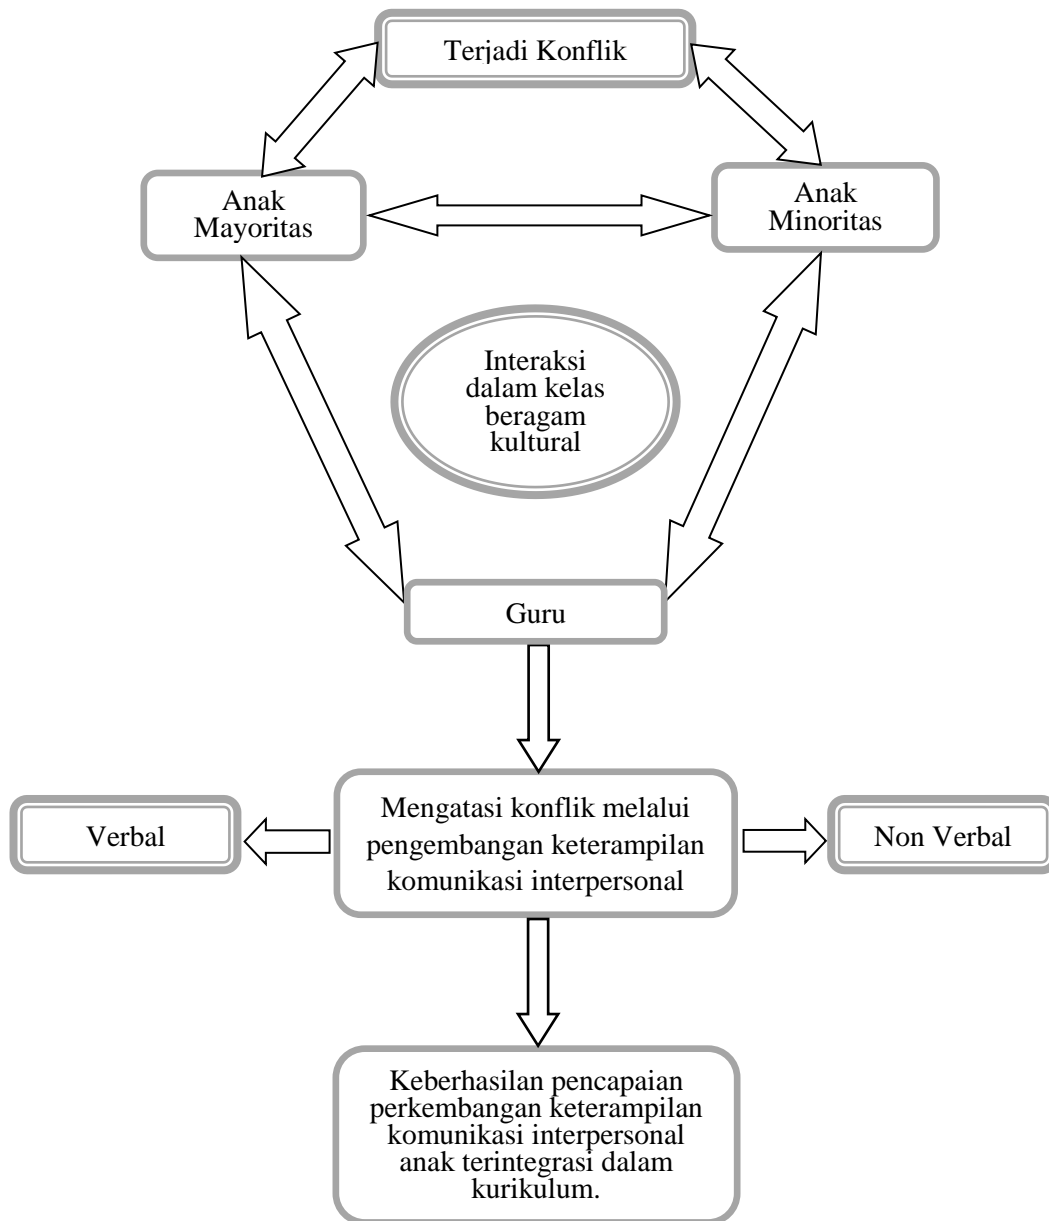 Terjadi Konflik
Anak
Mayoritas
Anak
Minoritas
Interaksi
dalam kelas
beragam
kultural
Guru
Verbal
Mengatasi konflik melalui
pengembangan keterampilan
komunikasi interpersonal
Non Verbal
Keberhasilan pencapaian
perkembangan keterampilan
komunikasi interpersonal
anak terintegrasi dalam
kurikulum.